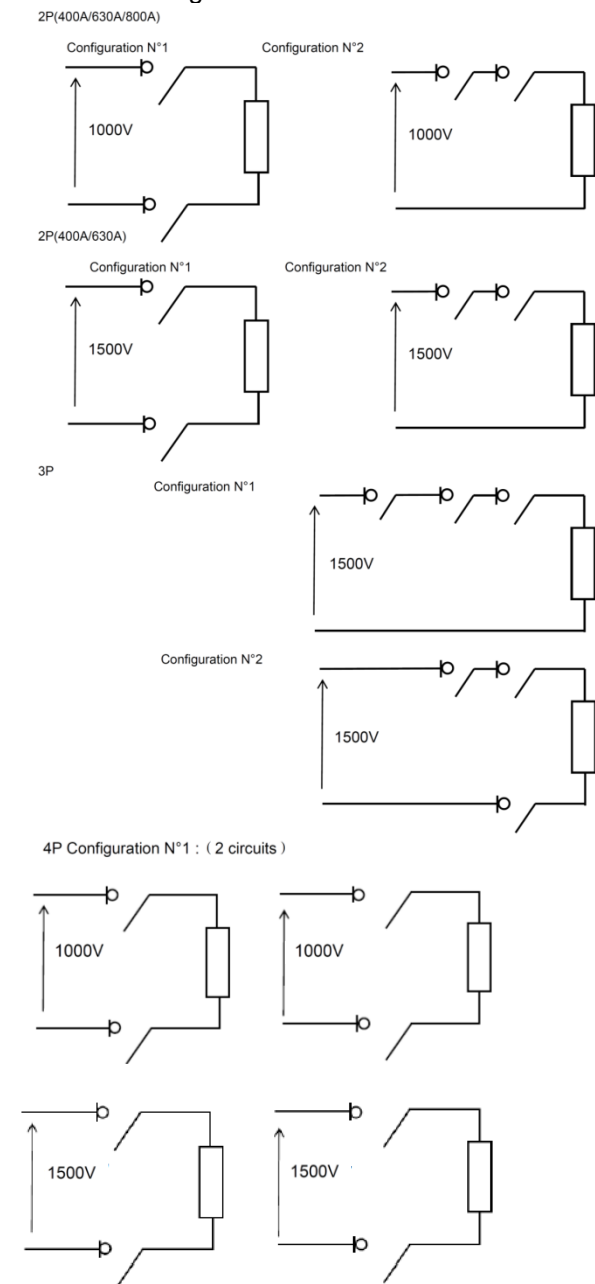 2P(400A/630A/800A)
Configuration N°1 Configuration N°2
1000V 1000V
2P(400A/630A)
Configuration N°1 Configuration N°2
1500V 1500V
3P
Configuration N°1
1500V
Configuration N°2
1500V
4P Configuration N°1 : ( 2 circuits )
1000V 1000V
1500V 1500V